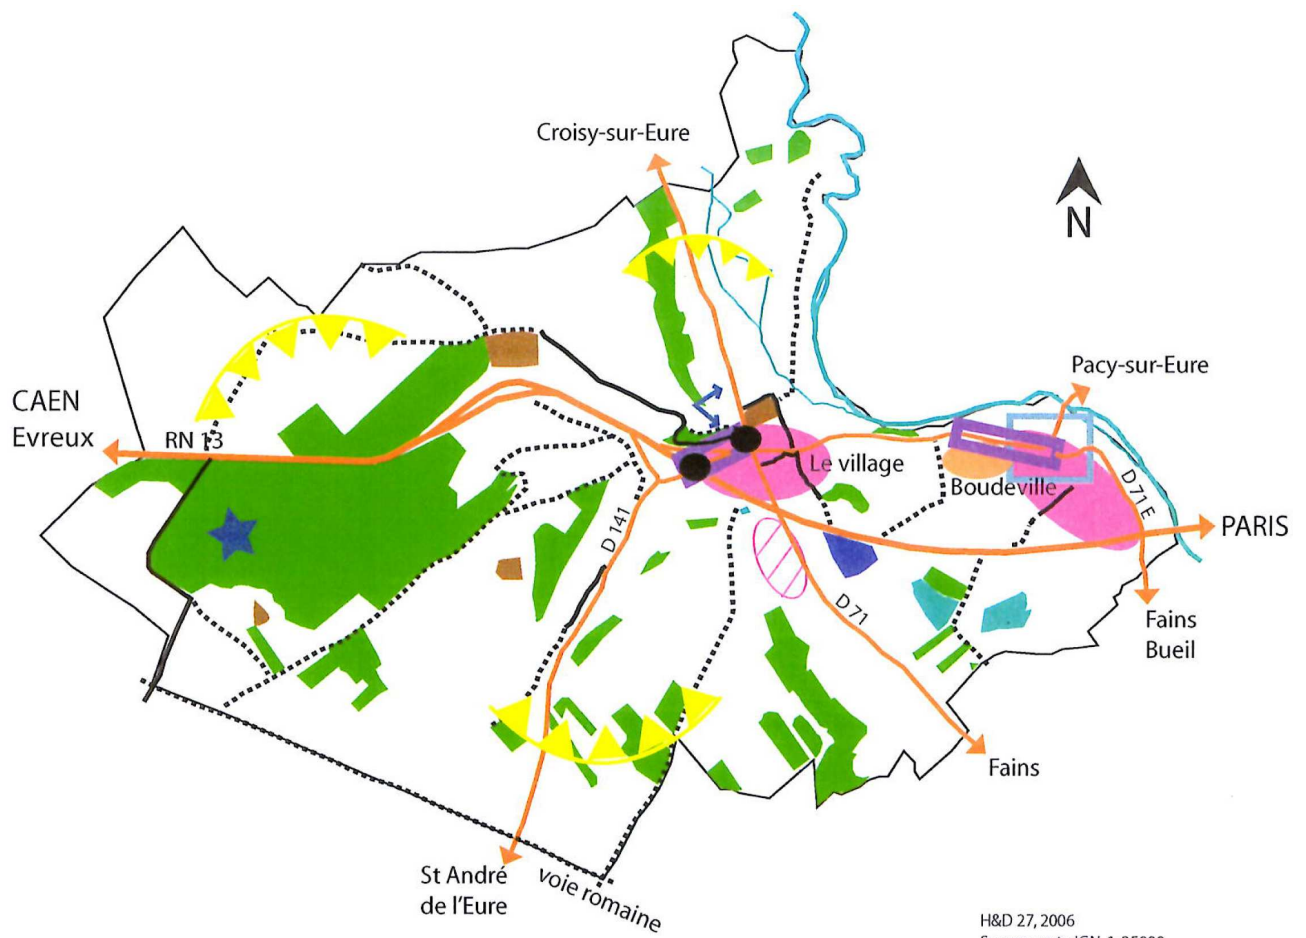 Croisy-sur-Eure
N
Pacy-sur-Eure
CAEN
Evreux
RN 13
Le village
Boudeville
D 71 E
PARIS
D 141
D 71
Fains
Bueil
Fains
St André
de l'Eure
voie romaine
H&D 27, 2006